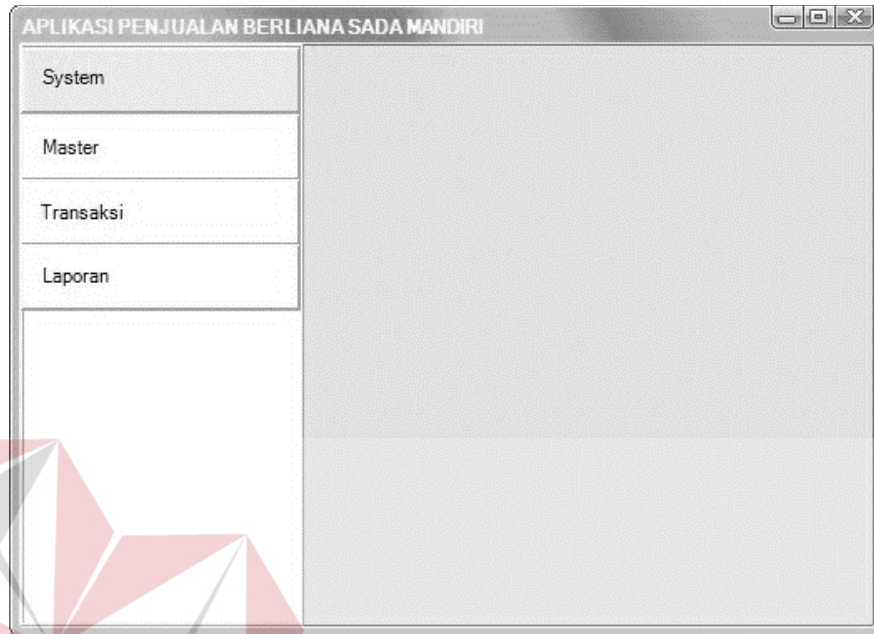 APLIKASI PENJUALAN BERLIANA SADA MANDIRI
System
Master
Transaksi
Laporan